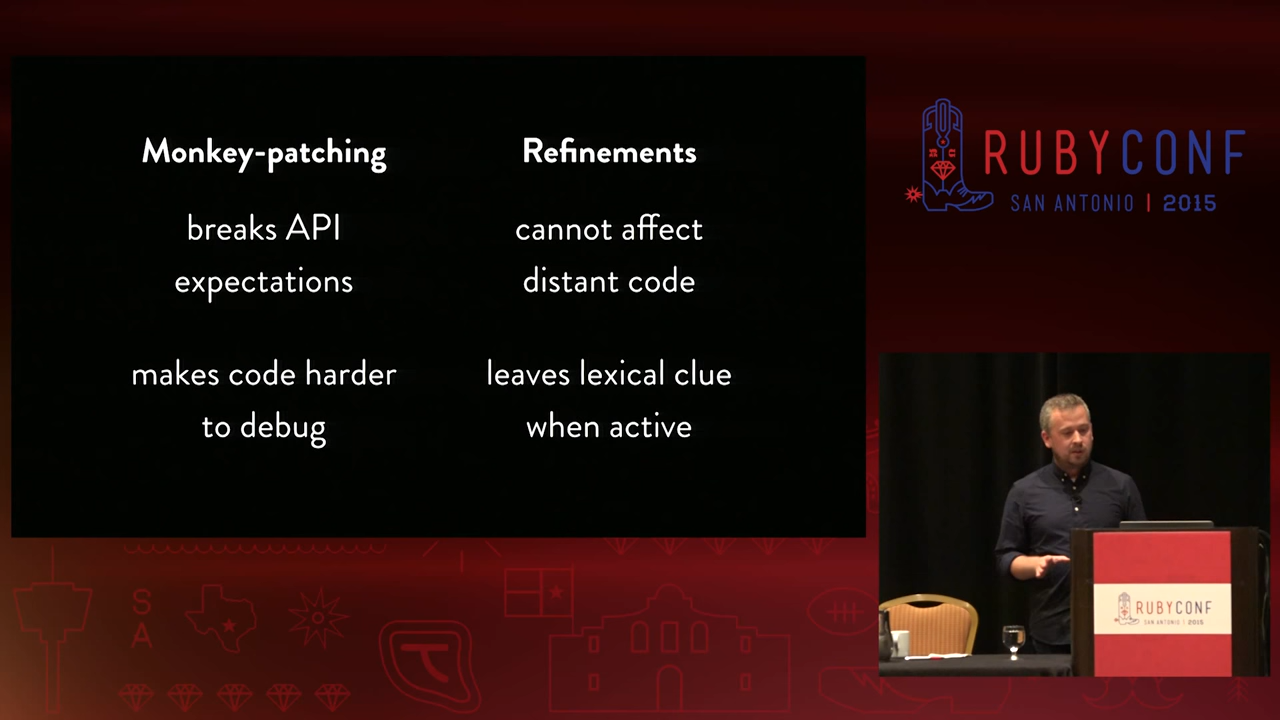 Monkey-patching
breaks API
expectations
makes code harder
to debug
Refinements
cannot affect
distant code
leaves lexical clue
when active
RUBYCONF
SAN ANTONIO | 2015
S
A
RUBYCONF
SAN ANTONIO | 2015